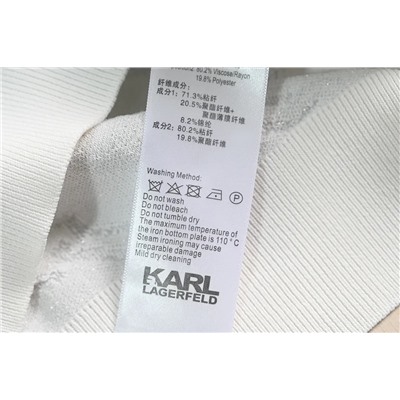 80.2% Viscose/Rayon
19.8% Polyester
纤维成分:
成分1: 71.3%粘纤
20.5%聚酯纤维+
聚酯薄膜纤维
8.2%锦纶
成分2: 80.2%粘纤
19.8%聚酯纤维
Washing Method:
P
Do not wash
Do not bleach
Do not tumble dry
The maximum temperature of
the iron bottom plate is 110 °C
Steam ironing may cause
irreparable damage
Mild dry cleaning
KARL
LAGERFELD